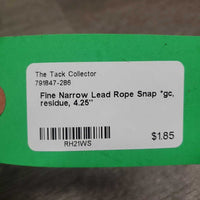 The Tack Collector
791847-286
Fine Narrow Lead Rope Snap *gc,
residue, 4.25"
RH21WS
$1.85